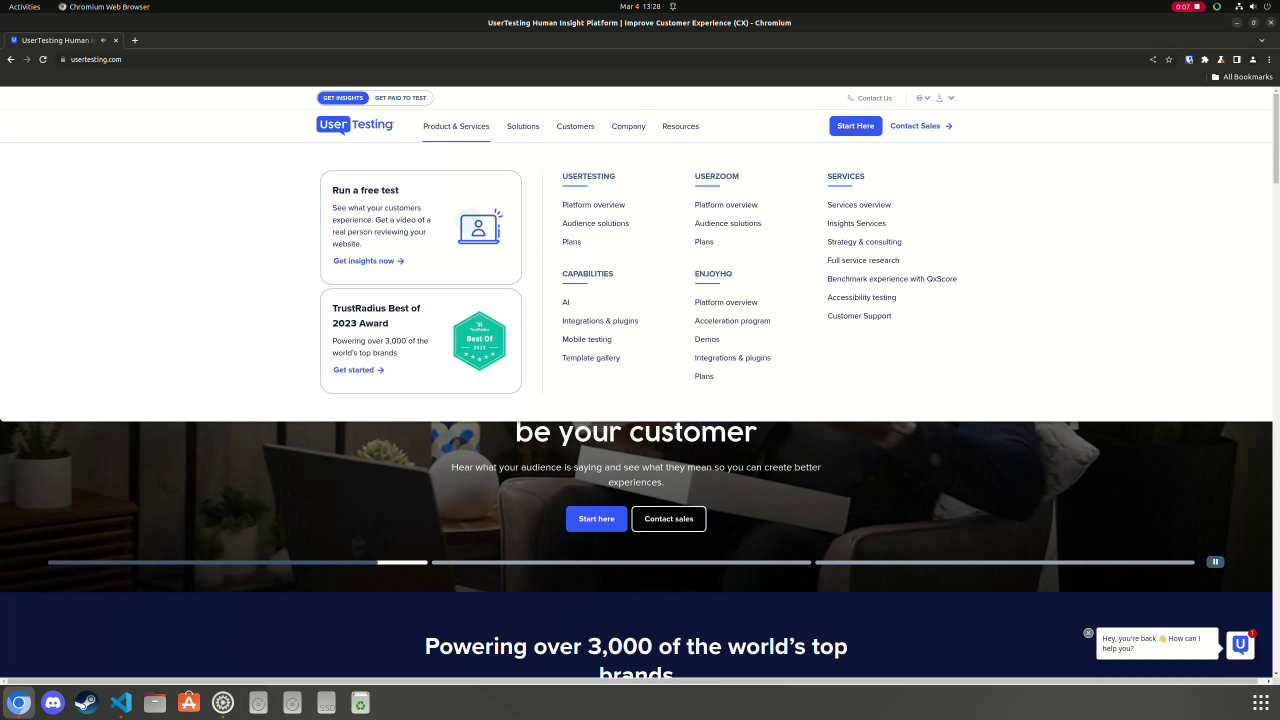 Activities
Chromium Web Browser
Mar 4 13:28
0:07
UserTesting Human Insight Platform | Improve Customer Experience (CX) - Chromium
UserTesting Human I
usertesting.com
All Bookmarks
GET INSIGHTS
GET PAID TO TEST
Contact Us
User Testing
Product & Services
Solutions
Customers
Company
Resources
Start Here
Contact Sales
Run a free test
See what your customers
experience. Get a video of a
real person reviewing your
website.
Get insights now
TrustRadius Best of
2023 Award
Powering over 3,000 of the
world's top brands
Get started
TrustRadius
Best Of
2023
USERTESTING
Platform overview
Audience solutions
Plans
CAPABILITIES
AI
Integrations & plugins
Mobile testing
Template gallery
USERZOOM
Platform overview
Audience solutions
Plans
ENJOYHQ
Platform overview
Acceleration program
Demos
Integrations & plugins
Plans
SERVICES
Services overview
Insights Services
Strategy & consulting
Full service research
Benchmark experience with QxScore
Accessibility testing
Customer Support
be your customer
Hear what your audience is saying and see what they mean so you can create better
experiences.
Start here
Contact sales
Powering over 3,000 of the world's top
brands
Hey, you're back 👋 How can I
help you?
1
SSD